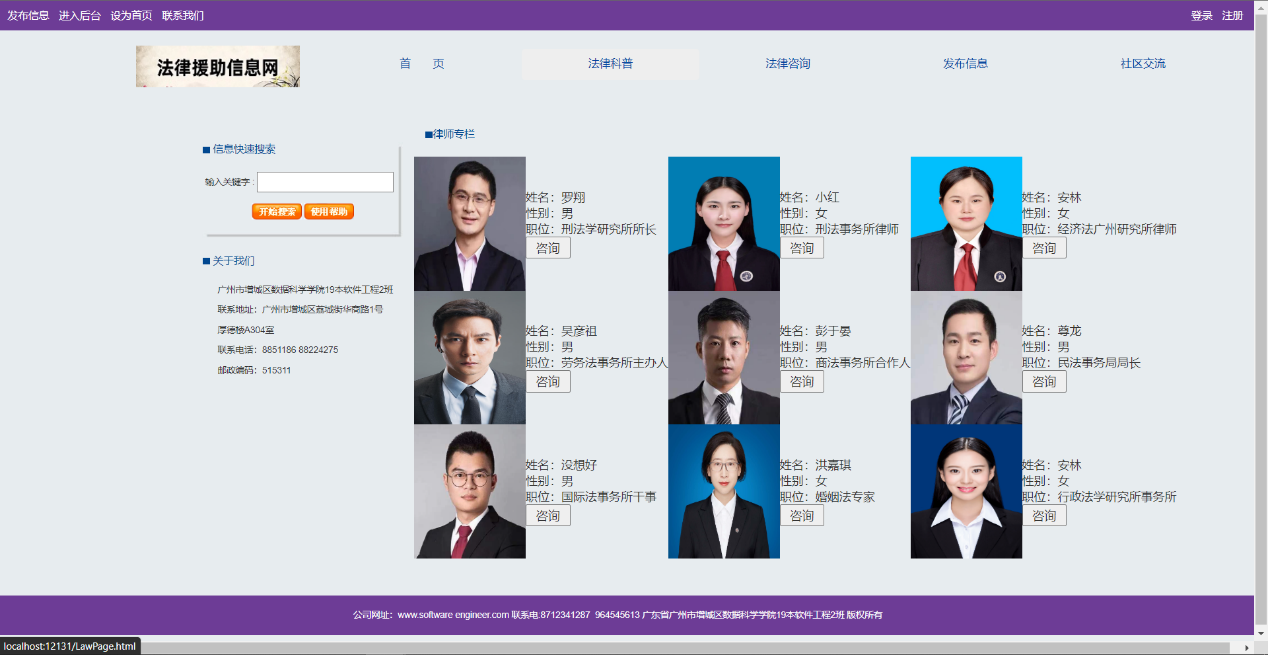 发布信息 进入后台 设为首页 联系我们
登录 注册
法律援助信息网
首 页
法律科普
法律咨询
发布信息
社区交流
■ 信息快速搜索
输入关键字:
开始搜索 使用帮助
■ 关于我们
广州市增城区数据科学学院19本软件工程2班
联系地址：广州市增城区荔城街华商路1号
厚德楼A304室
联系电话：8851186 88224275
邮政编码：515311
■律师专栏
姓名：罗翔
性别：男
职位：刑法学研究所所长
咨询
姓名：小红
性别：女
职位：刑法事务所律师
咨询
姓名：安林
性别：女
职位：经济法广州研究所律师
咨询
姓名：吴彦祖
性别：男
职位：劳务法事务所主办人
咨询
姓名：彭于晏
性别：男
职位：商法事务所合作人
咨询
姓名：尊龙
性别：男
职位：民法事务局局长
咨询
姓名：没想好
性别：男
职位：国际法事务所干事
咨询
姓名：洪嘉琪
性别：女
职位：婚姻法专家
咨询
姓名：安林
性别：女
职位：行政法学研究所事务所
咨询
公司网址：www.software engineer.com 联系电:8712341287 964545613 广东省广州市增城区数据科学学院19本软件工程2班 版权所有
localhost:12131/LawPage.html